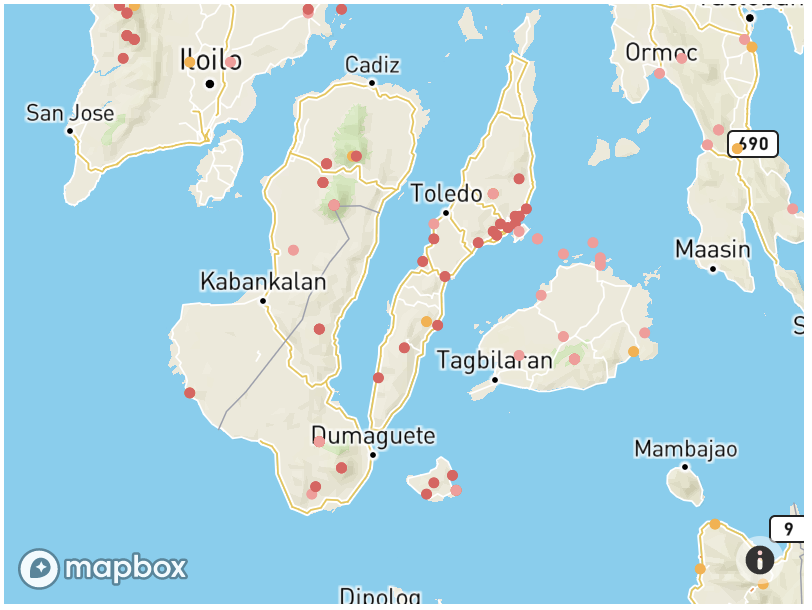 Ormoc
Iloilo
Cadiz
San Jose
690
Toledo
Maasin
Kabankalan
Tagbilaran
Dumaguete
Mambajao
9
mapbox
i
Dipolog